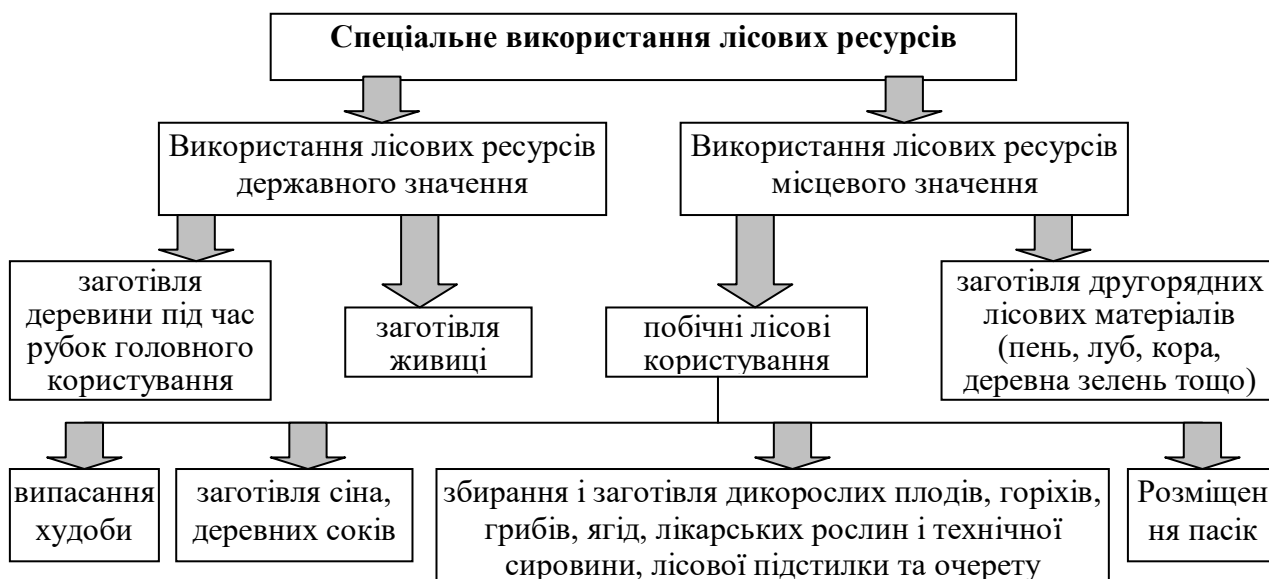 Спеціальне використання лісових ресурсів
Використання лісових ресурсів
державного значення
Використання лісових ресурсів
місцевого значення
заготівля
деревини під час
рубок головного
користування
заготівля
живиці
побічні лісові
користування
заготівля другорядних
лісових матеріалів
(пень, луб, кора,
деревна зелень тощо)
випасання
худоби
заготівля сіна,
деревних соків
збирання і заготівля дикорослих плодів, горіхів,
грибів, ягід, лікарських рослин і технічної
сировини, лісової підстилки та очерету
Розміщен
ня пасік